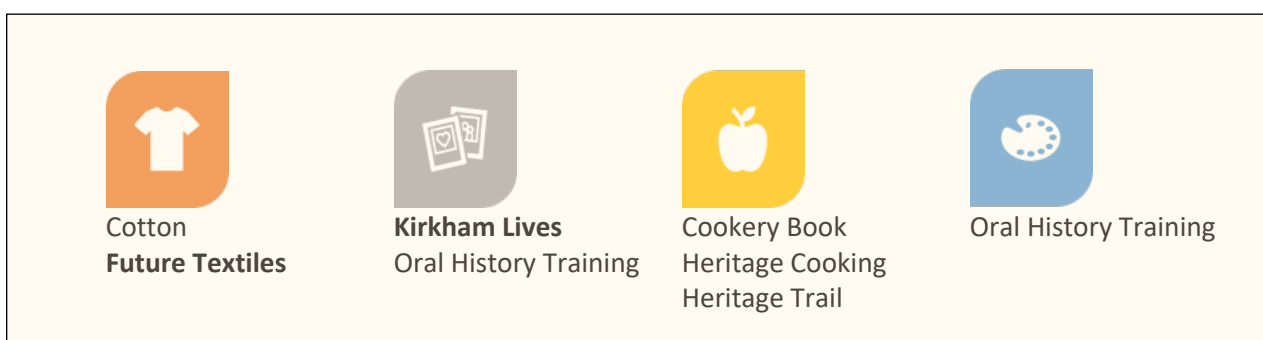 Cotton
Future Textiles
Kirkham Lives
Oral History Training
Cookery Book
Heritage Cooking
Heritage Trail
Oral History Training